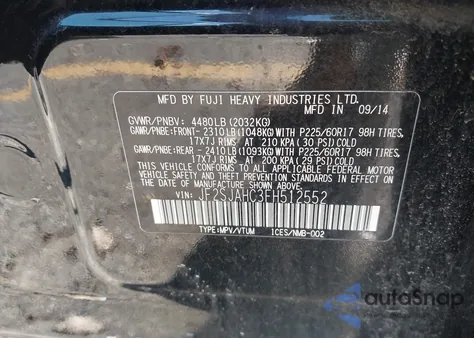 MFD BY FUJI HEAVY INDUSTRIES LTD.
IN 09/14
GVWR/PNBV: 4480LB(2032KG)
GAWR/PNBE:FRONT- 2310LB(1048KG)WITH P225/60R17 98H TIRES,
17X7J RIMS AT 210 KPA (30 PSI) COLD
GAWR/PNBE:REAR -2410LB(1093KG)WITH P225/60R17 98H TIRES,
17X7J RIMS AT 200 KPA (29 PSI) COLD
THIS VEHICLE CONFORMS TO ALL APPLICABLE FEDERAL MOTOR
VEHICLE SAFETY STANDARDS IN EFFECT ON THE DATE OF
MANUFACTURE SHOWN ABOVE.
VIN: JF2SJAHC3FH512552
TYPE:MPV/VTUM ICES/NMB-002
autoSnap